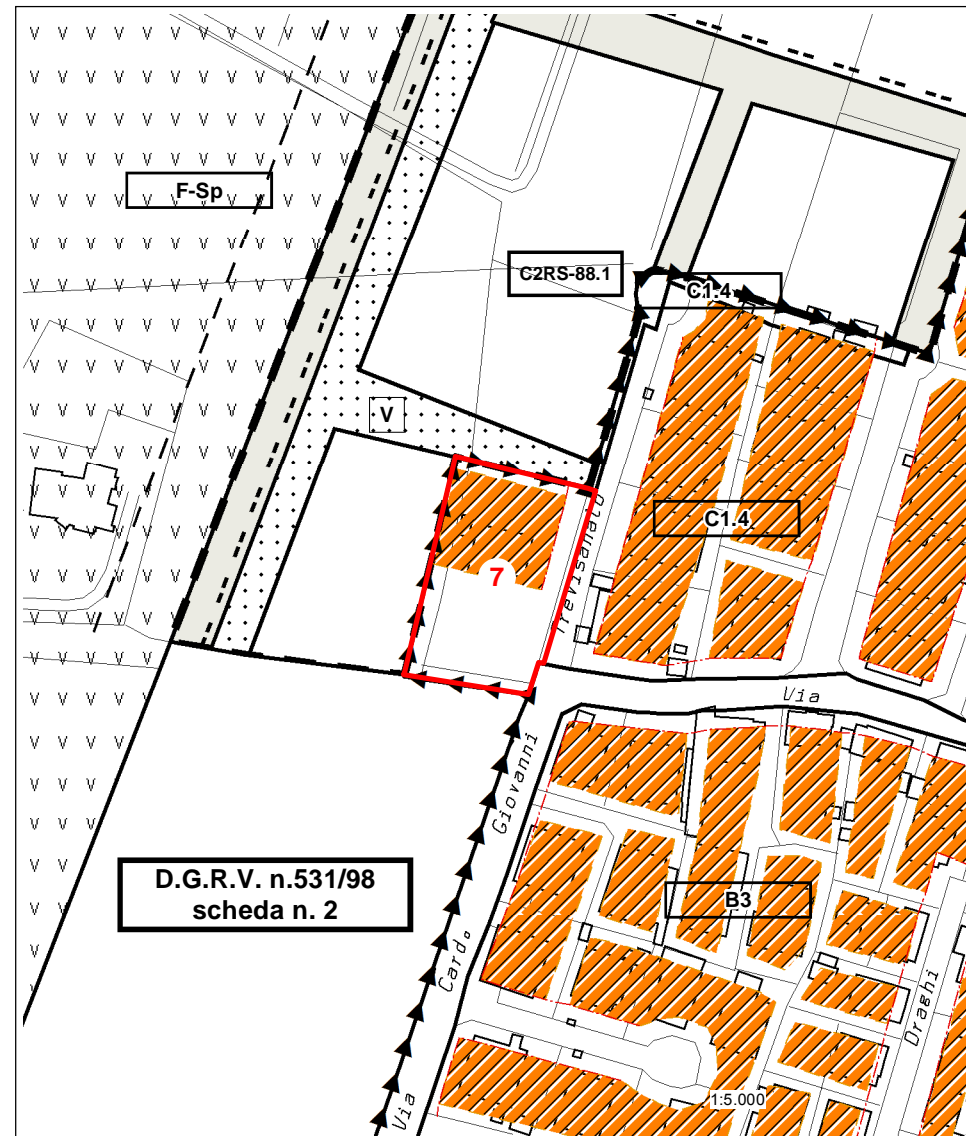 F-Sp
C2RS-88.1
C1.4
V
C1.4
7
Trevisanato
Via
Giovanni
D.G.R.V. n.531/98
scheda n. 2
B3
Card.
Draghi
1:5.000
Via